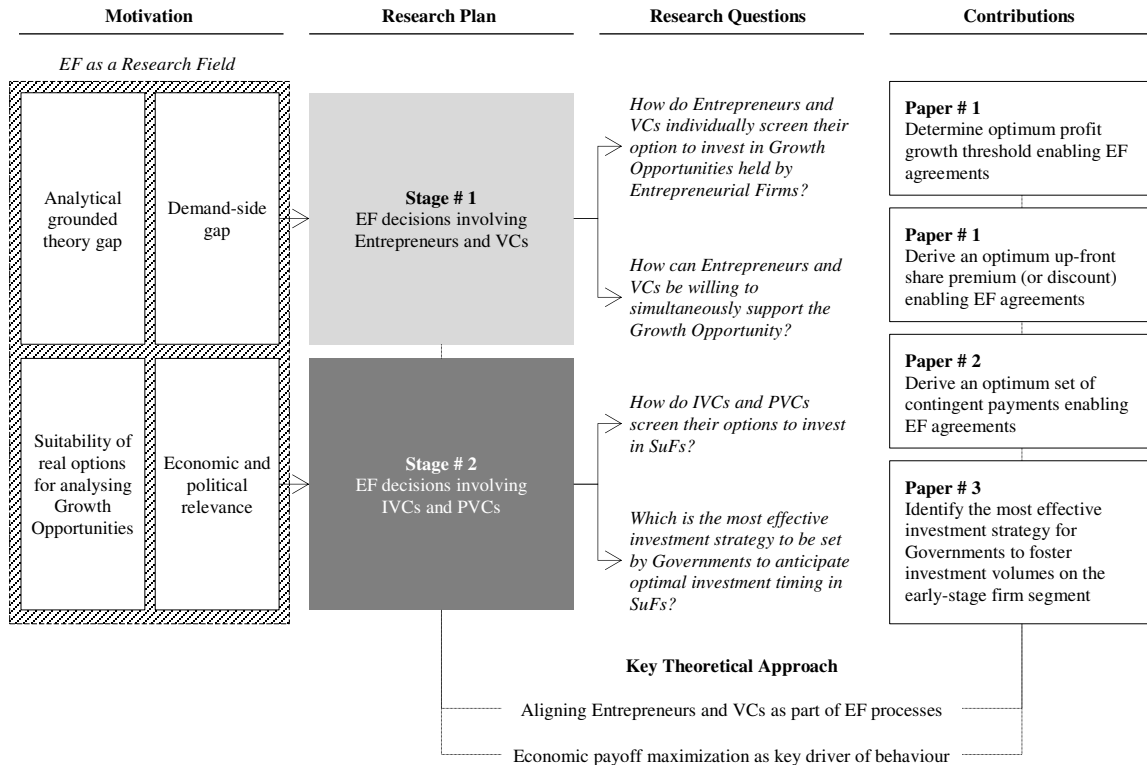 Motivation
Research Plan
Research Questions
Contributions
EF as a Research Field
Analytical
grounded
theory gap
Demand-side
gap
Suitability of
real options
for analysing
Growth
Opportunities
Economic and
political
relevance
Stage # 1
EF decisions involving
Entrepreneurs and VCs
Stage # 2
EF decisions involving
IVCs and PVCs
How do Entrepreneurs and
VCs individually screen their
option to invest in Growth
Opportunities held by
Entrepreneurial Firms?
How can Entrepreneurs and
VCs be willing to
simultaneously support the
Growth Opportunity?
How do IVCs and PVCs
screen their options to invest
in SuFs?
Which is the most effective
investment strategy to be set
by Governments to anticipate
optimal investment timing in
SuFs?
Paper # 1
Determine optimum profit
growth threshold enabling EF
agreements
Paper # 1
Derive an optimum up-front
share premium (or discount)
enabling EF agreements
Paper # 2
Derive an optimum set of
contingent payments enabling
EF agreements
Paper # 3
Identify the most effective
investment strategy for
Governments to foster
investment volumes on the
early-stage firm segment
Key Theoretical Approach
Aligning Entrepreneurs and VCs as part of EF processes
Economic payoff maximization as key driver of behaviour